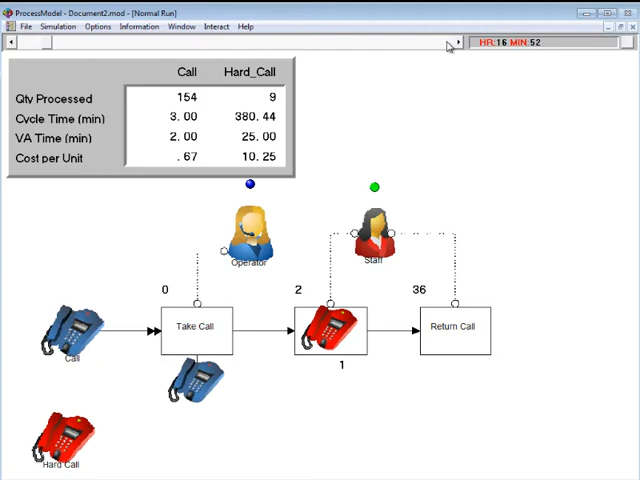 ProcessModel - Document2.mod - [Normal Run]
File Simulation Options Information Window Interact Help
HR:16 MIN:52
Call Hard_Call
Qty Processed 154 9
Cycle Time (min) 3.00 380.44
VA Time (min) 2.00 25.00
Cost per Unit .67 10.25
Operator
Staff
0 2 36
Take Call
Return Call
Call
1
Hard Call